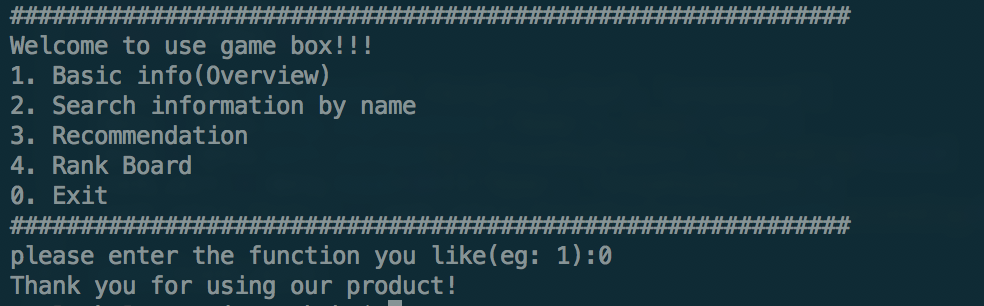 ############################################################
Welcome to use game box!!!
1. Basic info(Overview)
2. Search information by name
3. Recommendation
4. Rank Board
0. Exit
############################################################
please enter the function you like(eg: 1):0
Thank you for using our product!